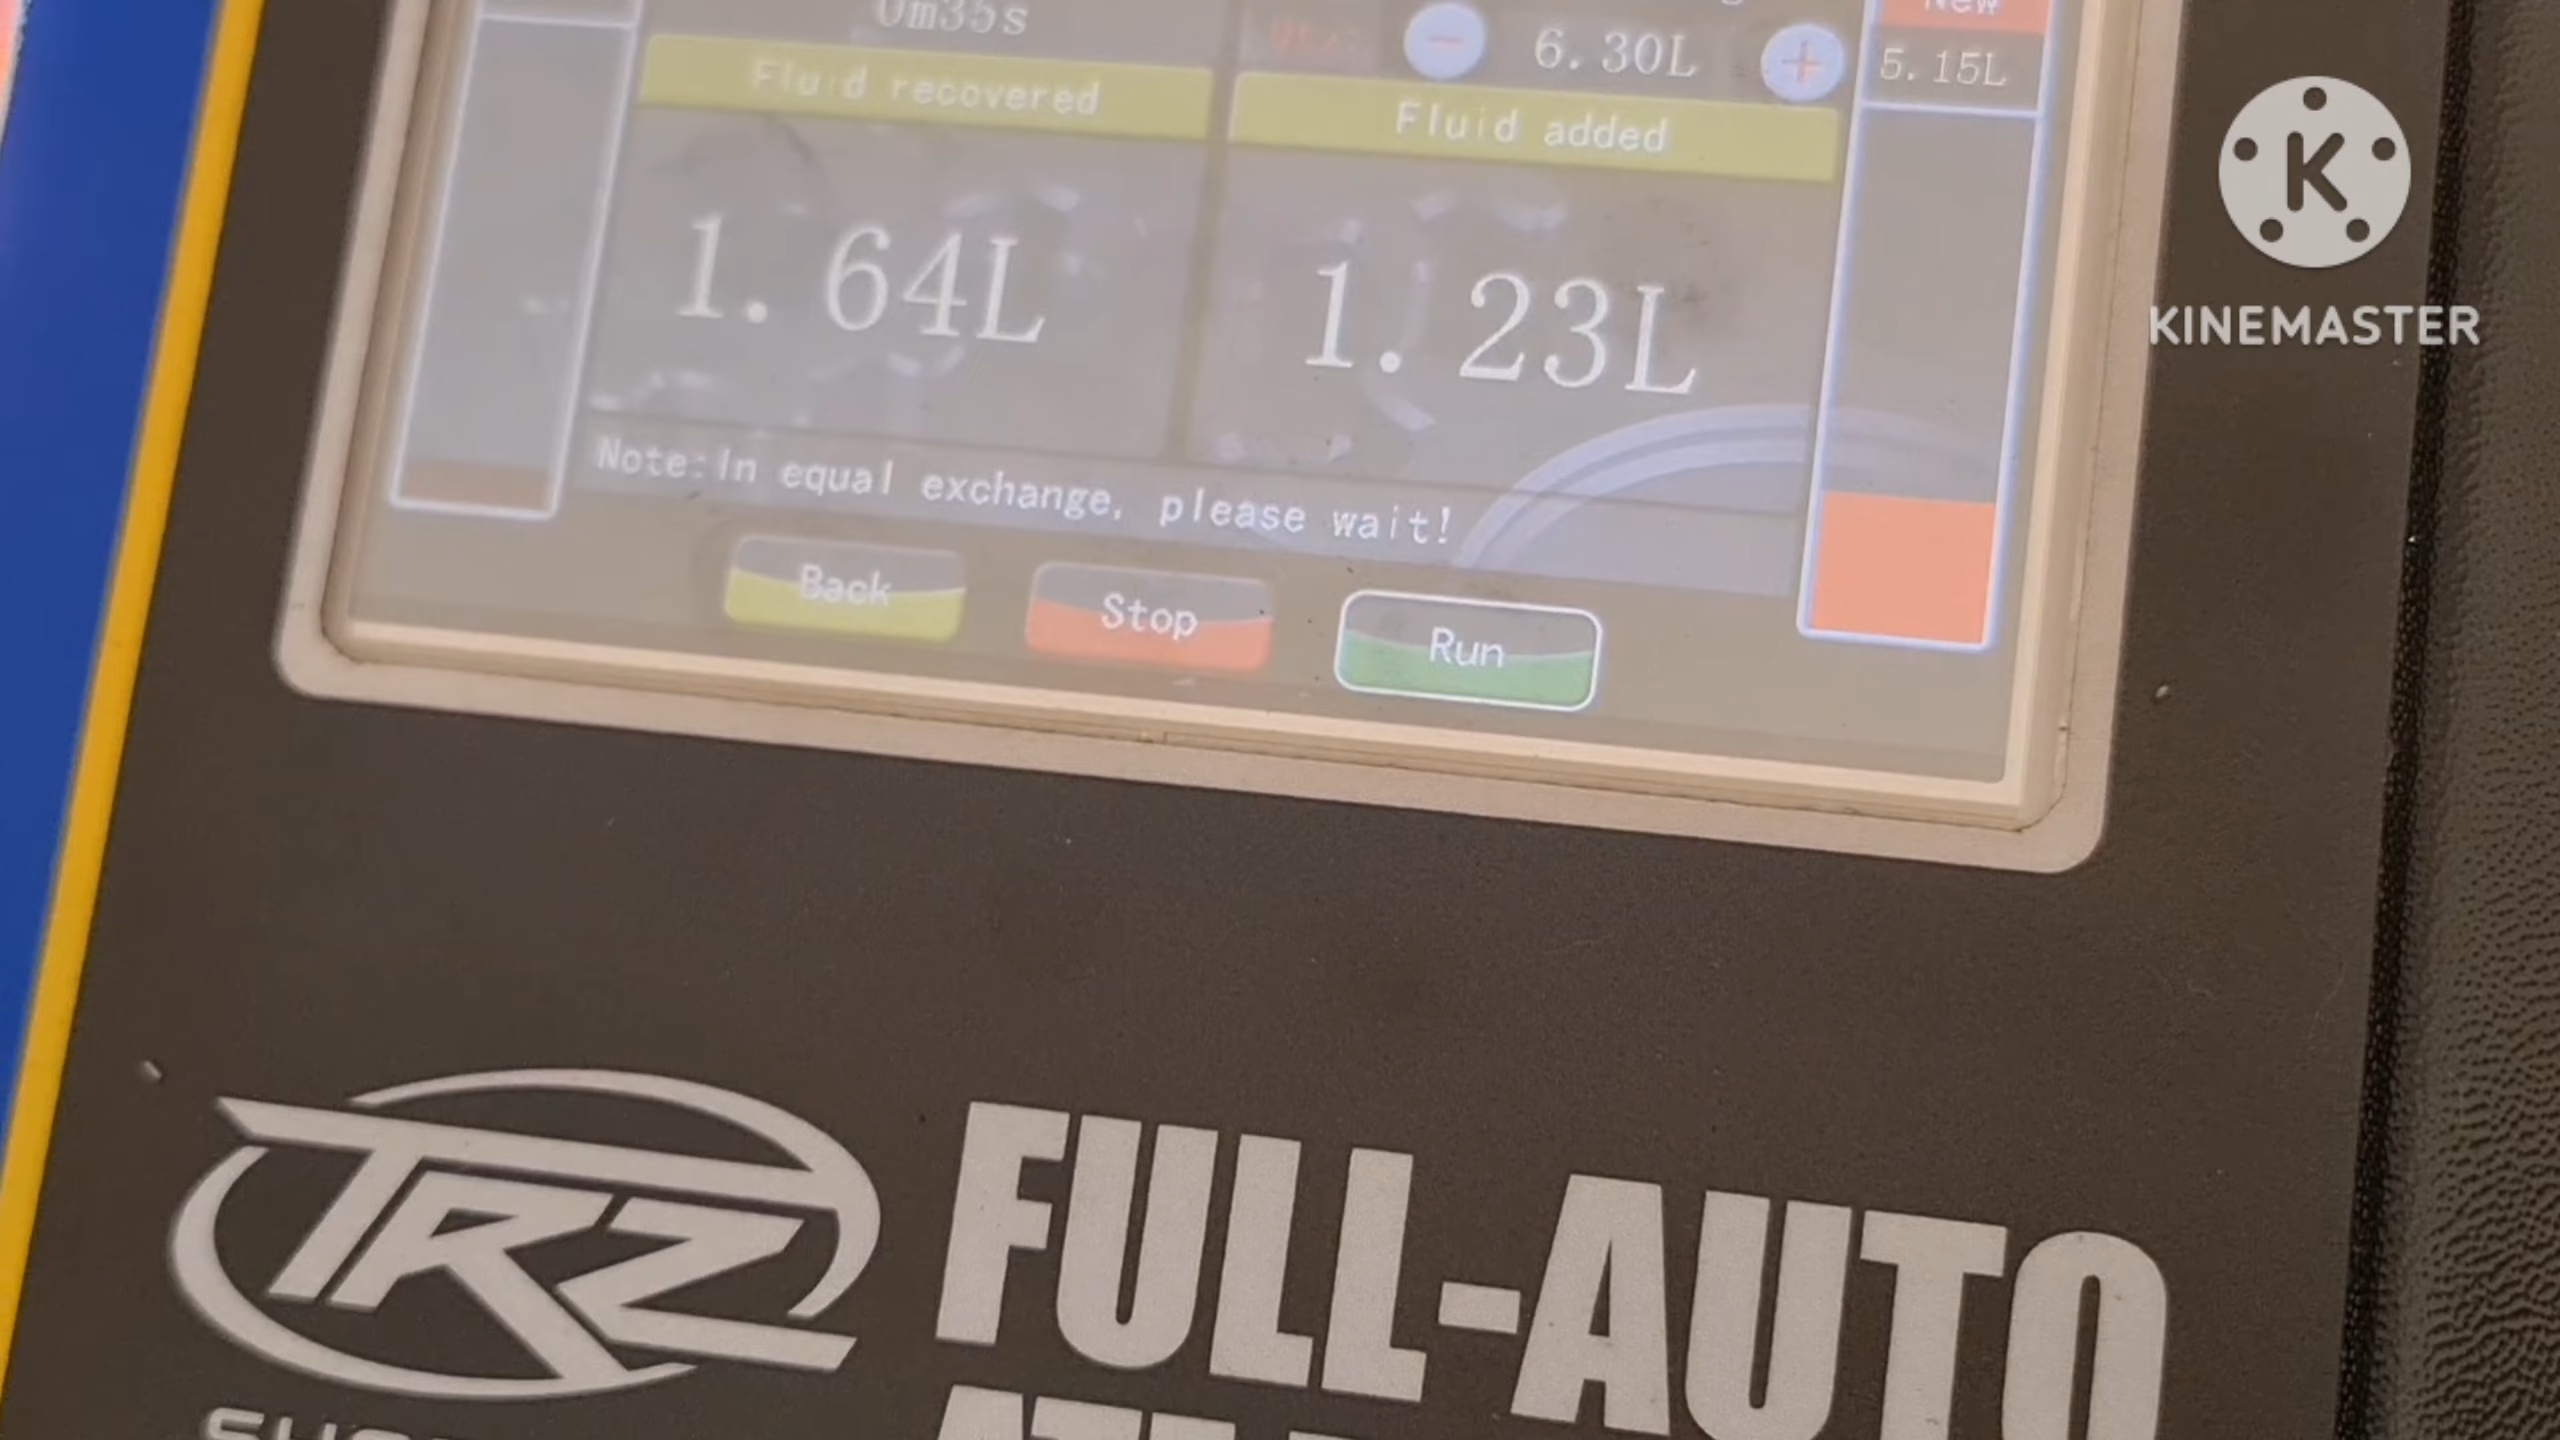 0m35s
6.30L
New
5.15L
Fluid recovered
Fluid added
1.64L
1.23L
Note:In equal exchange, please wait!
Back
Stop
Run
K
KINEMASTER
TRZ
FULL-AUTO